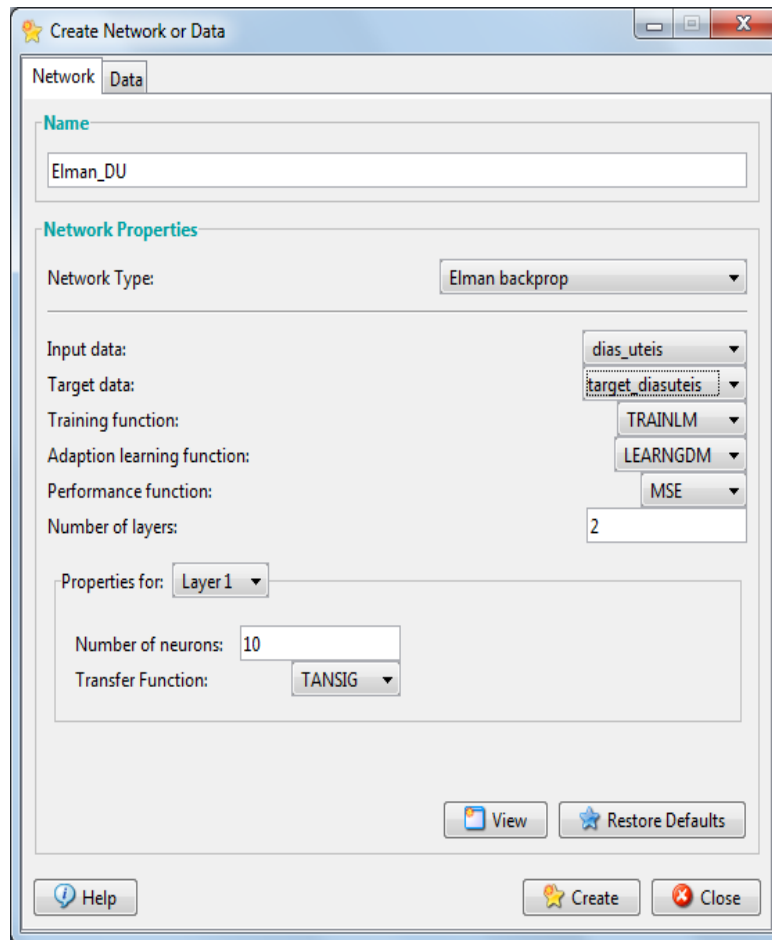 Create Network or Data
Network Data
Name
Elman_DU
Network Properties
Network Type: Elman backprop
Input data: dias_uteis
Target data: target_diasuteis
Training function: TRAINLM
Adaption learning function: LEARNGDM
Performance function: MSE
Number of layers: 2
Properties for: Layer 1
Number of neurons: 10
Transfer Function: TANSIG
View Restore Defaults
Help Create Close